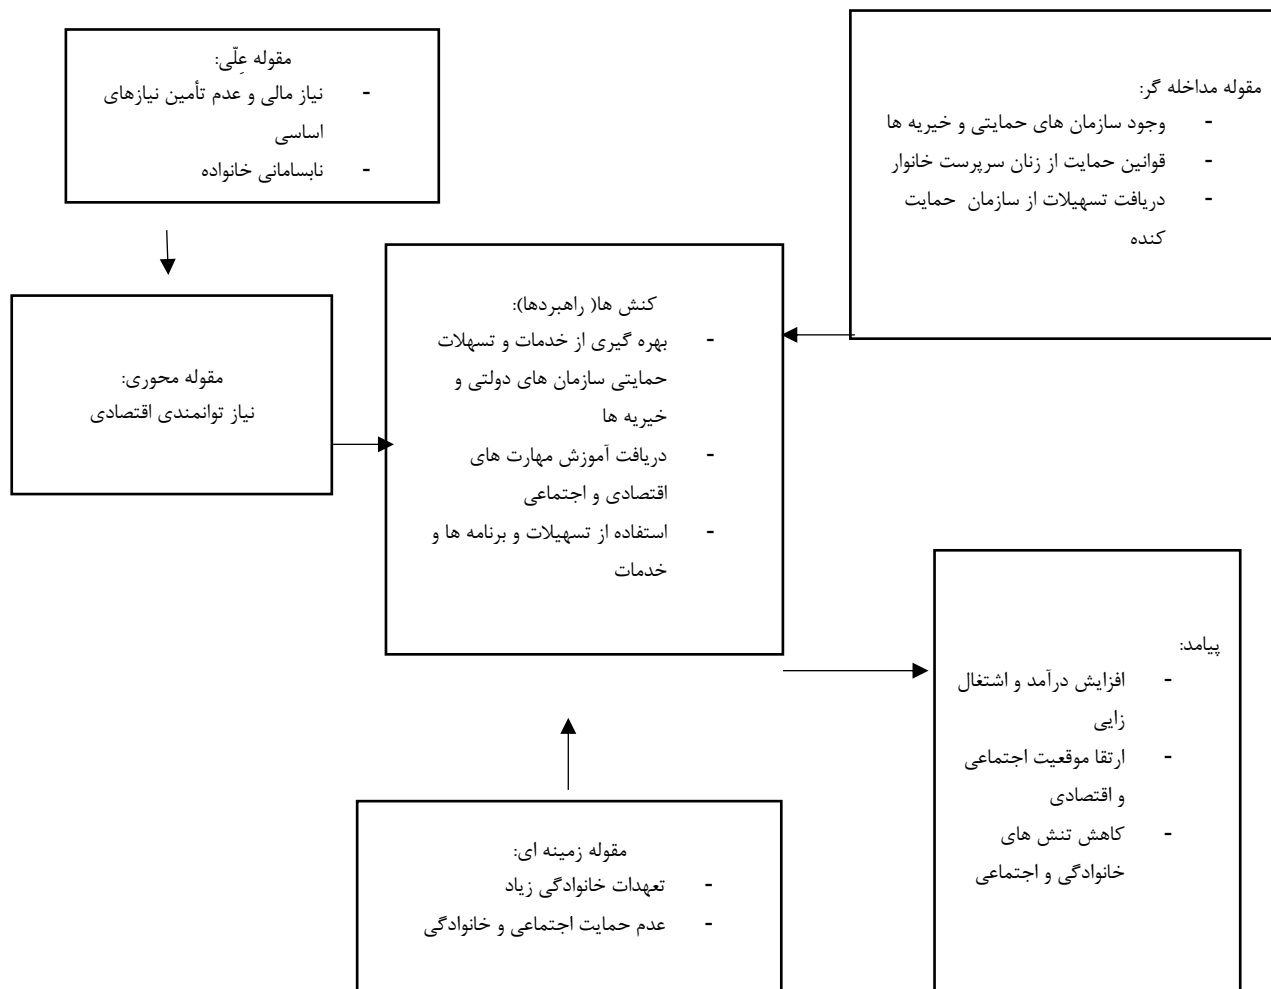 مقوله عِلّی:
- نیاز مالی و عدم تأمین نیازهای
اساسی
- نابسامانی خانواده
مقوله مداخله گر:
- وجود سازمان های حمایتی و خیریه ها
- قوانین حمایت از زنان سرپرست خانوار
- دریافت تسهیلات از سازمان حمایت
کنده
مقوله محوری:
نیاز توانمندی اقتصادی
کنش ها( راهبردها):
- بهره گیری از خدمات و تسهلات
حمایتی سازمان های دولتی و
خیریه ها
- دریافت آموزش مهارت های
اقتصادی و اجتماعی
- استفاده از تسهیلات و برنامه ها و
خدمات
پیامد:
- افزایش درآمد و اشتغال
زایی
- ارتقا موقعیت اجتماعی
و اقتصادی
- کاهش تنش های
خانوادگی و اجتماعی
مقوله زمینه ای:
- تعهدات خانوادگی زیاد
- عدم حمایت اجتماعی و خانوادگی